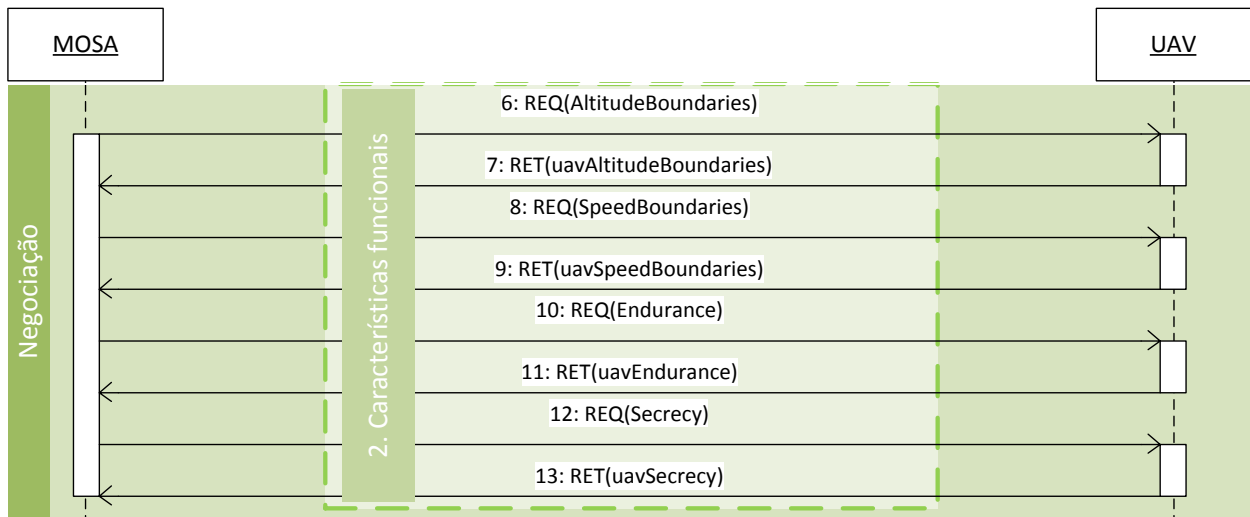 MOSA
UAV
Negociação
2. Características funcionais
6: REQ(AltitudeBoundaries)
7: RET(uavAltitudeBoundaries)
8: REQ(SpeedBoundaries)
9: RET(uavSpeedBoundaries)
10: REQ(Endurance)
11: RET(uavEndurance)
12: REQ(Secrecy)
13: RET(uavSecrecy)